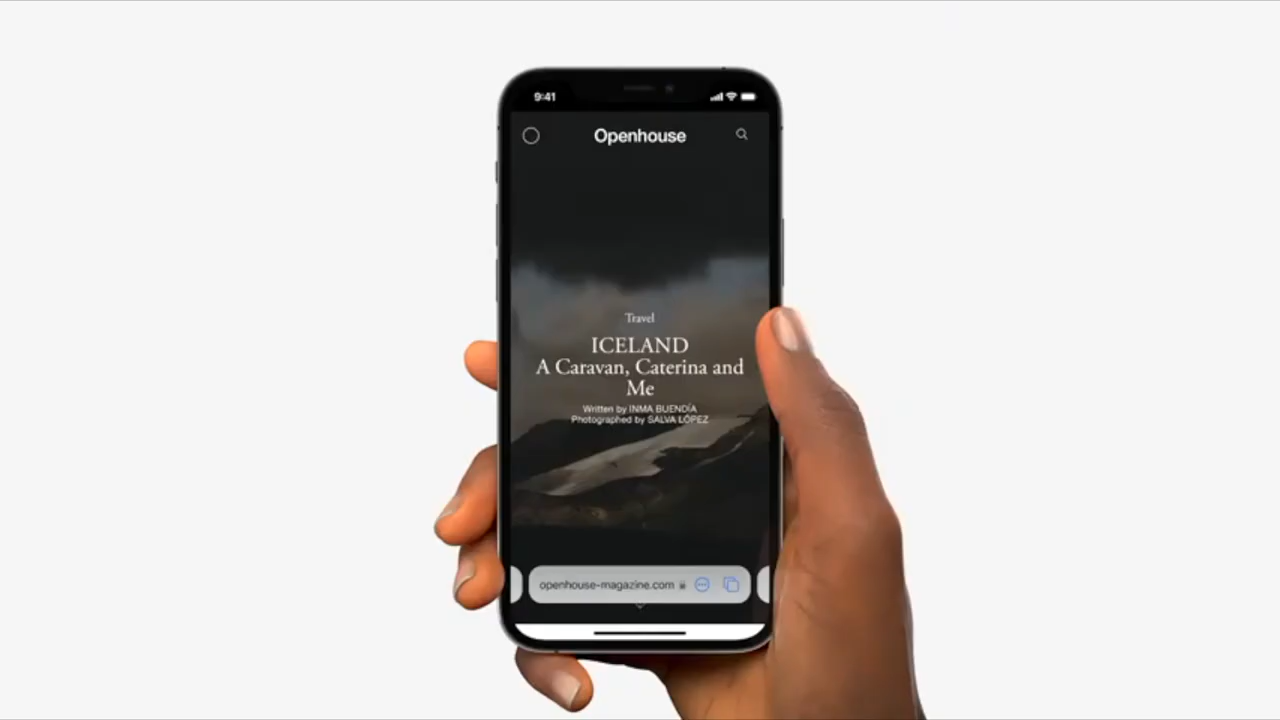 9:41
Openhouse
Travel
ICELAND
A Caravan, Caterina and
Me
Written by INMA BUENDÍA
Photographed by SALVA LÓPEZ
openhouse-magazine.com